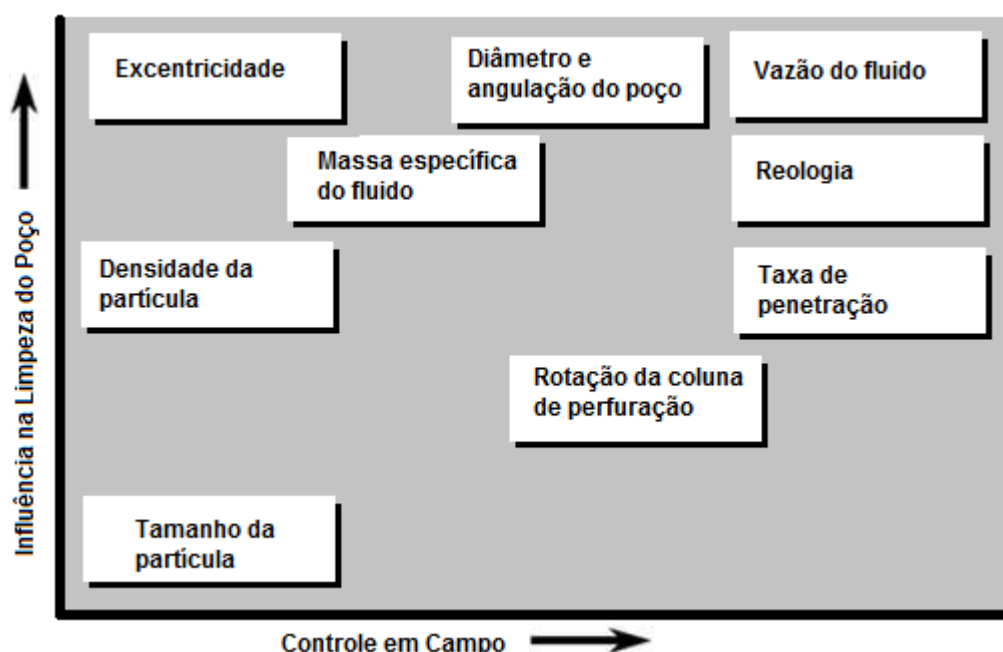 Excentricidade
Diâmetro e
angulação do poço
Vazão do fluido
Massa específica
do fluido
Reologia
Densidade da
partícula
Taxa de
penetração
Rotação da coluna
de perfuração
Tamanho da
partícula
Influência na Limpeza do Poço
Controle em Campo